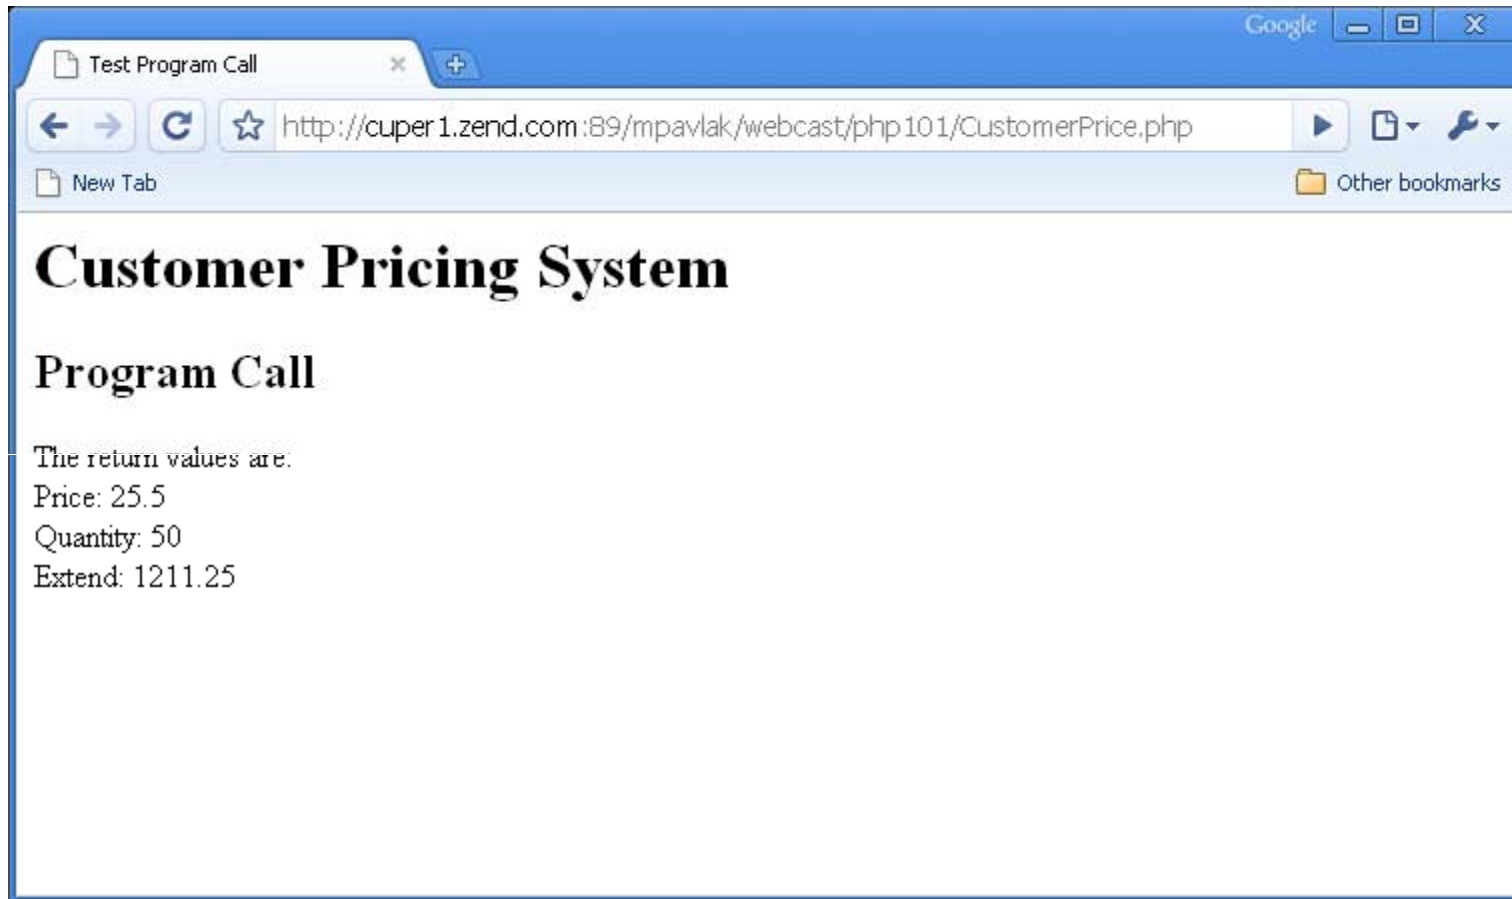 Google
Test Program Call
http://cuper1.zend.com:89/mpavlak/webcast/php101/CustomerPrice.php
New Tab
Other bookmarks
Customer Pricing System
Program Call
The return values are:
Price: 25.5
Quantity: 50
Extend: 1211.25